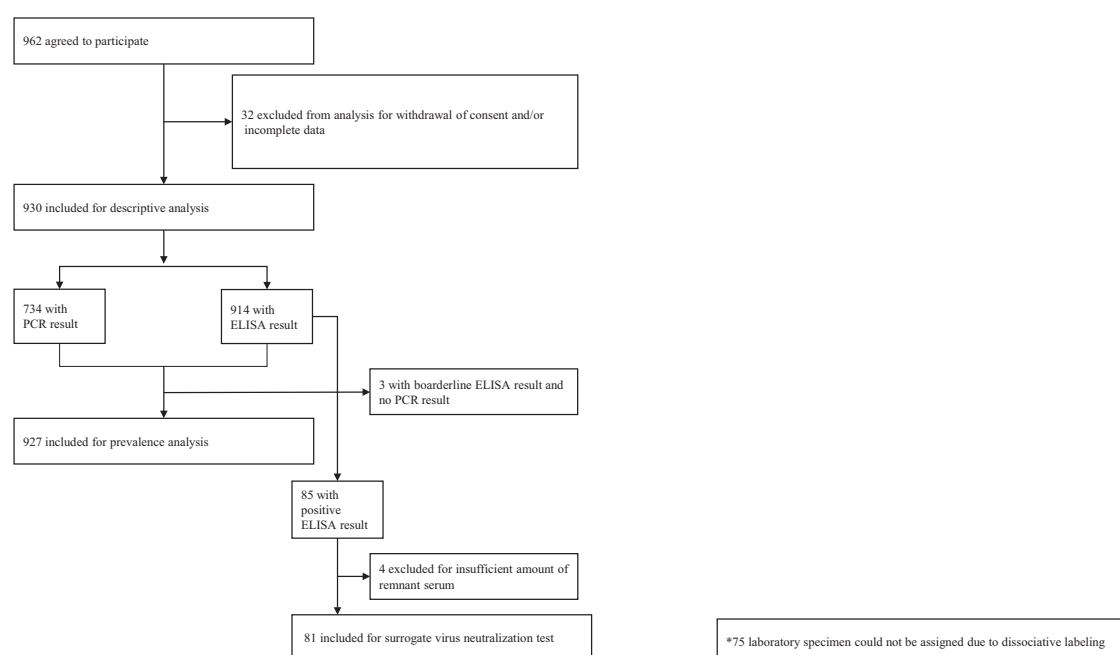 962 agreed to participate
32 excluded from analysis for withdrawal of consent and/or
incomplete data
930 included for descriptive analysis
734 with
PCR result
914 with
ELISA result
3 with boarderline ELISA result and
no PCR result
927 included for prevalence analysis
85 with
positive
ELISA result
4 excluded for insufficient amount of
remnant serum
81 included for surrogate virus neutralization test
*75 laboratory specimen could not be assigned due to dissociative labeling